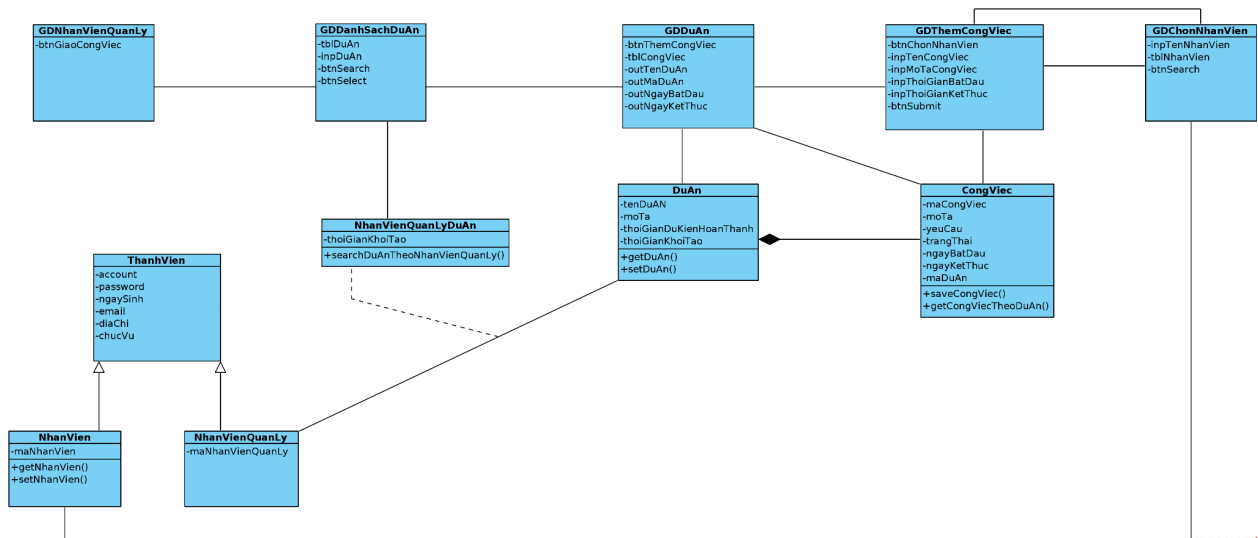 GDNhanVienQuanLy
-btnGiaoCongViec
GDDanhSachDuAn
-tblDuAn
-inpDuAn
-btnSearch
-btnSelect
GDDuAn
-btnThemCongViec
-tblCongViec
-outTenDuAn
-outMaDuAn
-outNgayBatDau
-outNgayKetThuc
GDThemCongViec
-btnChonNhanVien
-inpTenCongViec
-inpMoTaCongViec
-inpThoiGianBatDau
-inpThoiGianKetThuc
-btnSubmit
GDChonNhanVien
-inpTenNhanVien
-tblNhanVien
-btnSearch
NhanVienQuanLyDuAn
-thoiGianKhoiTao
+searchDuAnTheoNhanVienQuanLy()
DuAn
-tenDuAN
-moTa
-thoiGianDuKienHoanThanh
-thoiGianKhoiTao
+getDuAn()
+setDuAn()
CongViec
-maCongViec
-moTa
-yeuCau
-trangThai
-ngayBatDau
-ngayKetThuc
-maDuAn
+saveCongViec()
+getCongViecTheoDuAn()
ThanhVien
-account
-password
-ngaySinh
-email
-diaChi
-chucVu
NhanVien
-maNhanVien
+getNhanVien()
+setNhanVien()
NhanVienQuanLy
-maNhanVienQuanLy